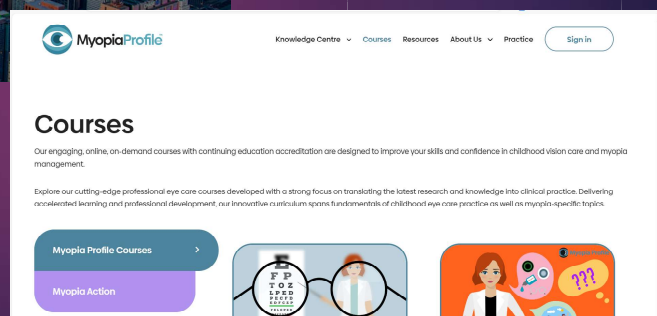 MyopiaProfile
Knowledge Centre Courses Resources About Us Practice Sign in
Courses
Our engaging, online, on-demand courses with continuing education accreditation are designed to improve your skills and confidence in childhood vision care and myopia
management.
Explore our cutting-edge professional eye care courses developed with a strong focus on translating the latest research and knowledge into clinical practice. Delivering
accelerated learning and professional development, our innovative curriculum spans fundamentals of childhood eye care practice as well as myopia-specific topics.
Myopia Profile Courses
Myopia Action
E
F P
T O Z
L P E D
P E C F D
E D F C Z P
Myopia Profile
???